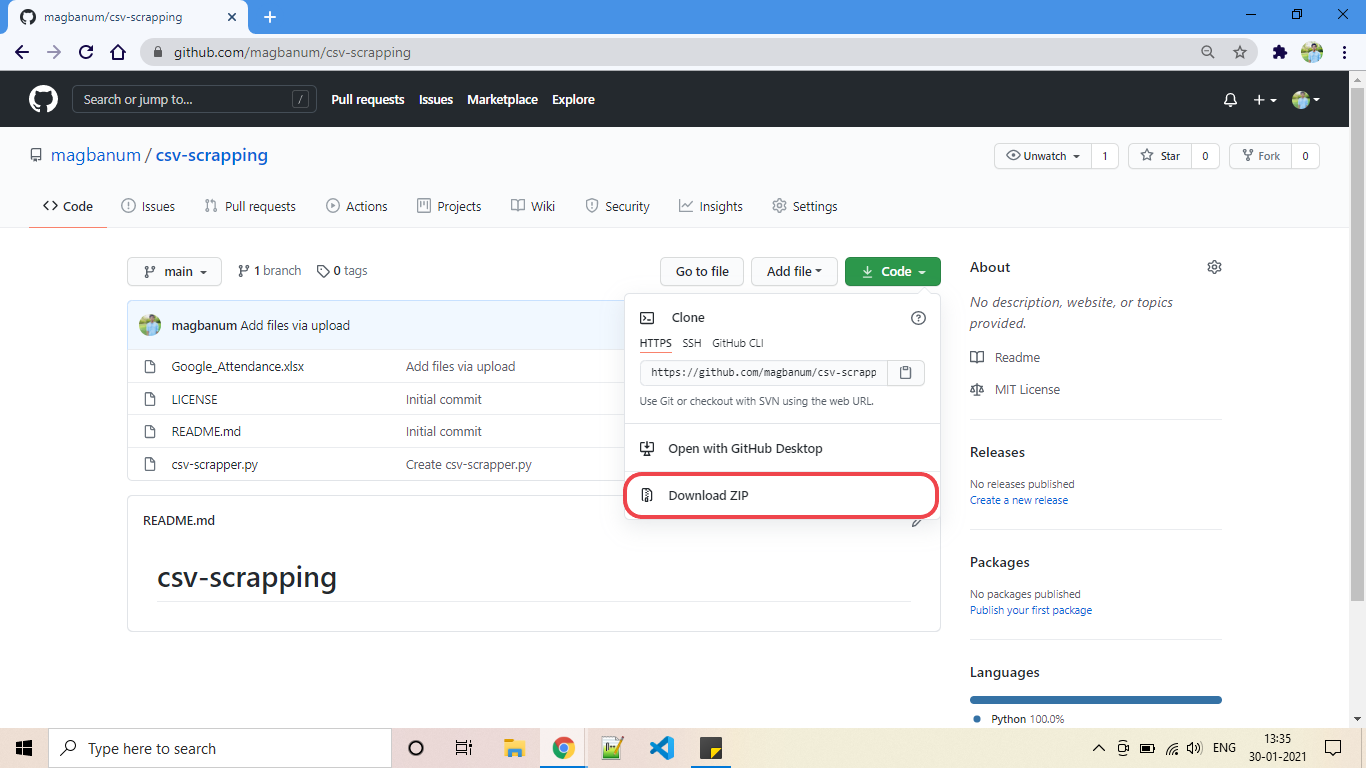 magbanum/csv-scrapping
github.com/magbanum/csv-scrapping
Search or jump to... /
Pull requests Issues Marketplace Explore
magbanum / csv-scrapping
Unwatch 1 Star 0 Fork 0
Code Issues Pull requests Actions Projects Wiki Security Insights Settings
main 1 branch 0 tags
Go to file Add file Code
magbanum Add files via upload
Google_Attendance.xlsx Add files via upload
LICENSE Initial commit
README.md Initial commit
csv-scrapper.py Create csv-scrapper.py
Clone
HTTPS SSH GitHub CLI
https://github.com/magbanum/csv-scrapp
Use Git or checkout with SVN using the web URL.
Open with GitHub Desktop
Download ZIP
README.md
csv-scrapping
About
No description, website, or topics
provided.
Readme
MIT License
Releases
No releases published
Create a new release
Packages
No packages published
Publish your first package
Languages
Python 100.0%
Type here to search
ENG
13:35
30-01-2021